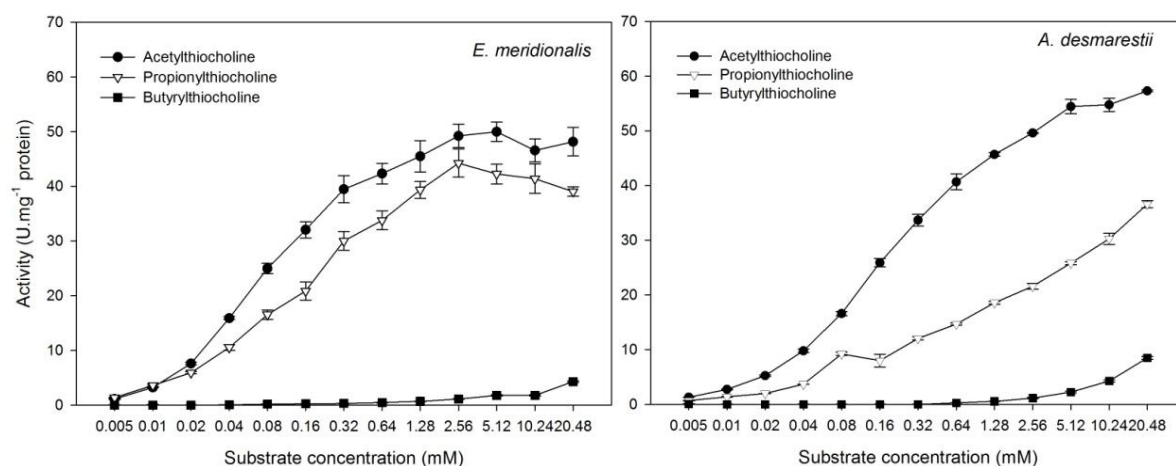 E. meridionalis
Acetylthiocholine
Propionylthiocholine
Butyrylthiocholine
Activity (U.mg⁻¹ protein)
70
60
50
40
30
20
10
0
0.005 0.01 0.02 0.04 0.08 0.16 0.32 0.64 1.28 2.56 5.12 10.24 20.48
Substrate concentration (mM)
A. desmarestii
Acetylthiocholine
Propionylthiocholine
Butyrylthiocholine
70
60
50
40
30
20
10
0
0.005 0.01 0.02 0.04 0.08 0.16 0.32 0.64 1.28 2.56 5.12 10.24 20.48
Substrate concentration (mM)